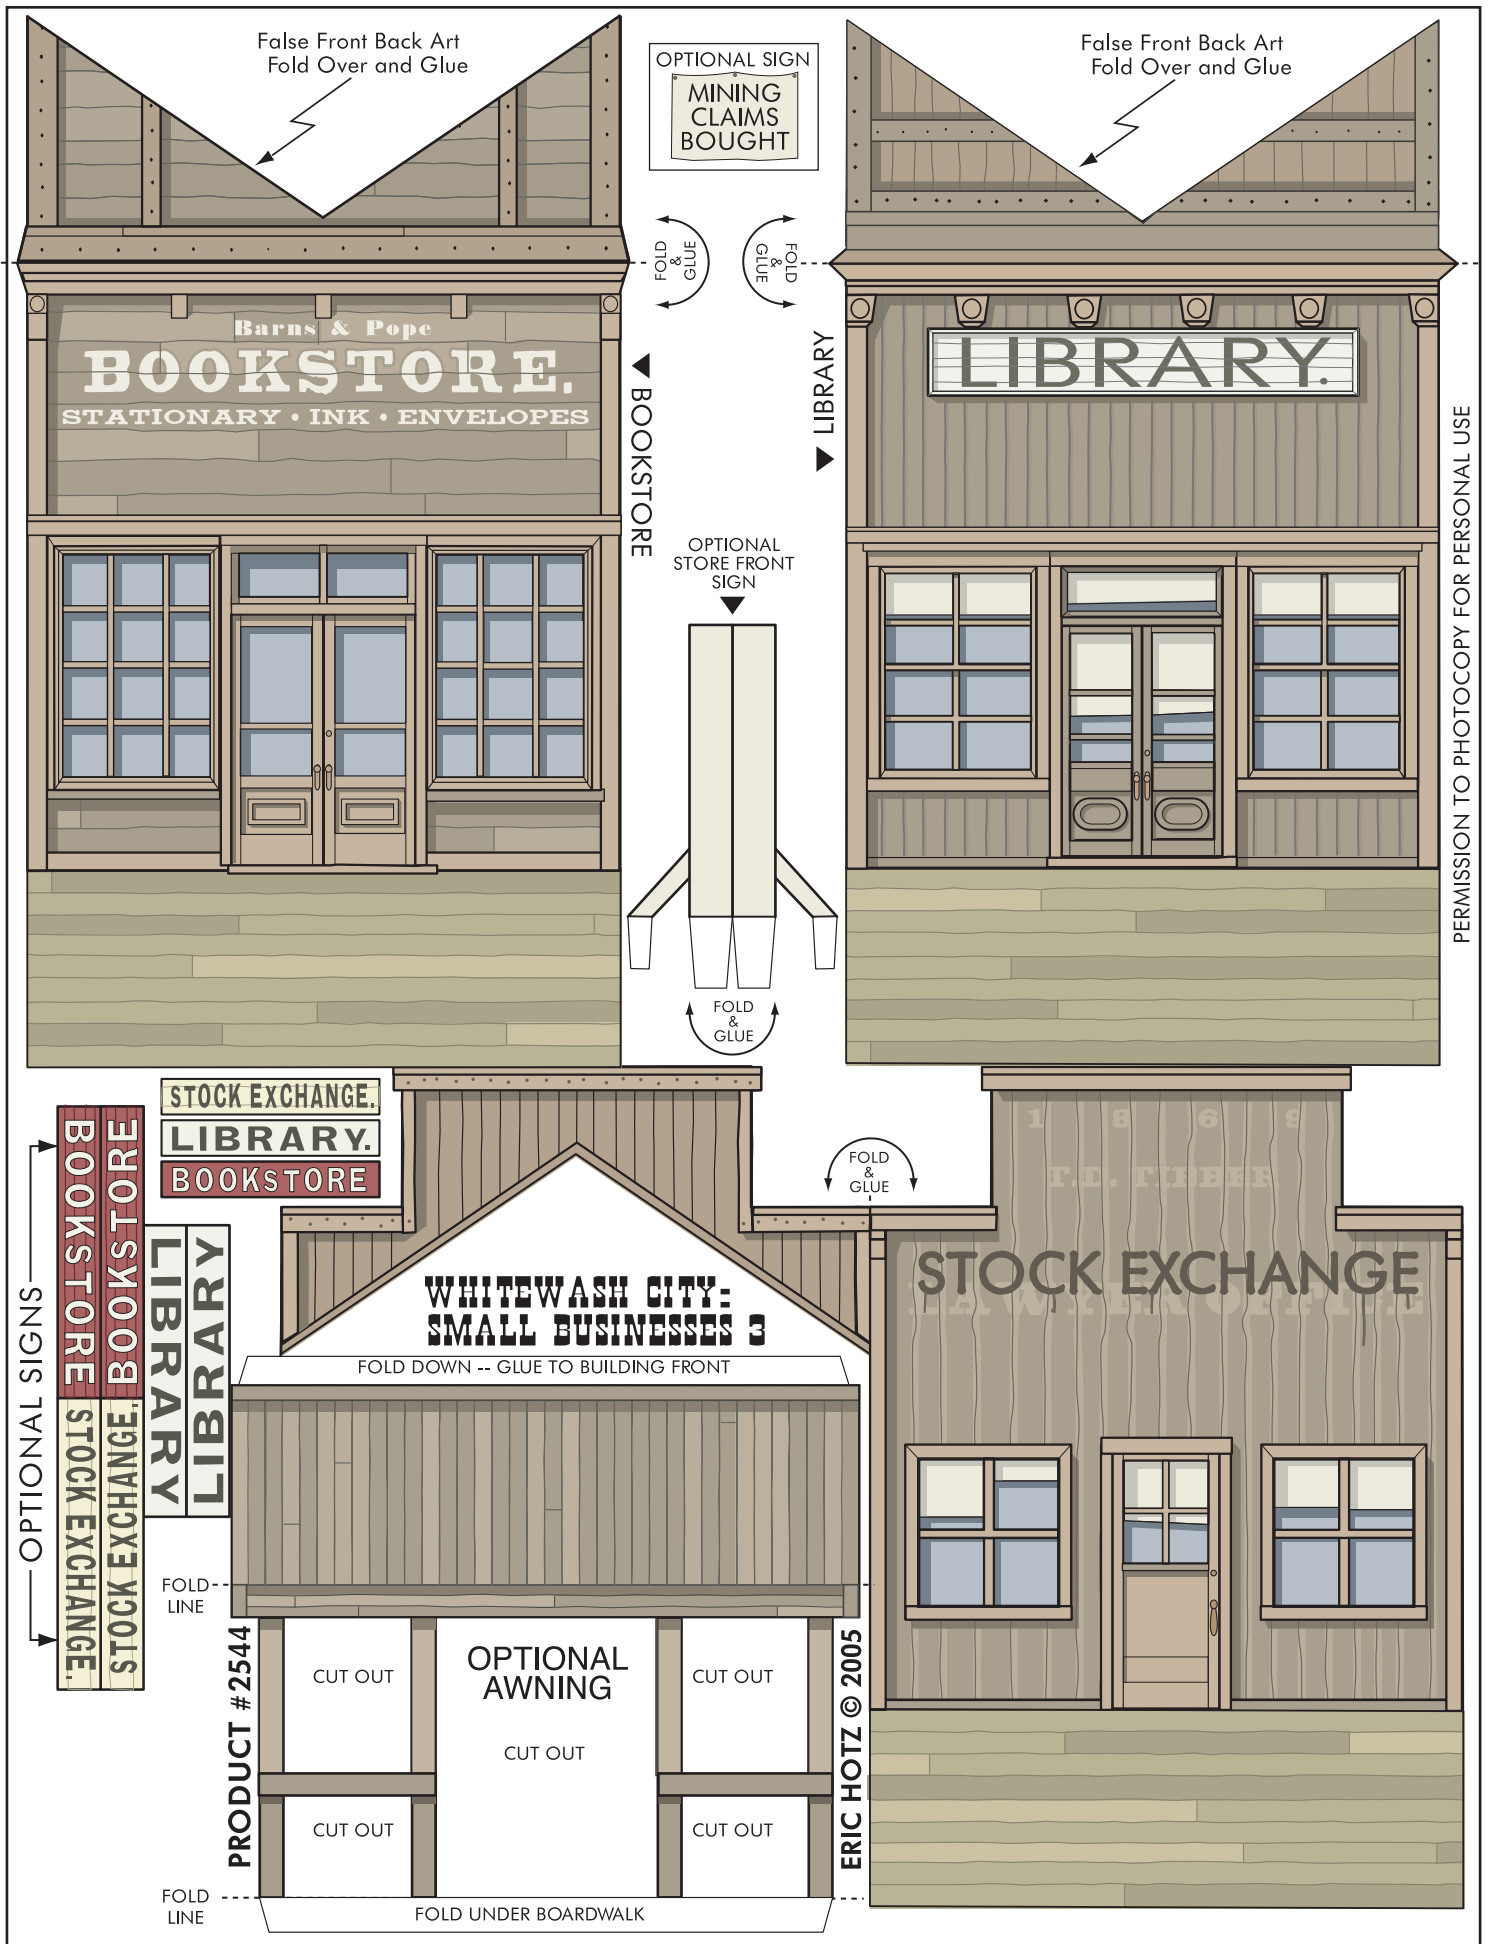 False Front Back Art
Fold Over and Glue
OPTIONAL SIGN
MINING
CLAIMS
BOUGHT
False Front Back Art
Fold Over and Glue
FOLD
&
GLUE
FOLD
&
GLUE
Barns & Pope
BOOKSTORE.
STATIONARY · INK · ENVELOPES
BOOKSTORE
LIBRARY
LIBRARY.
PERMISSION TO PHOTOCOPY FOR PERSONAL USE
OPTIONAL
STORE FRONT
SIGN
FOLD
&
GLUE
STOCK EXCHANGE.
LIBRARY.
BOOKSTORE
OPTIONAL SIGNS
BOOKSTORE
BOOKSTORE
LIBRARY
LIBRARY
STOCK EXCHANGE.
STOCK EXCHANGE.
FOLD
&
GLUE
1 8 6 9
T.D. TIBBER
STOCK EXCHANGE
SAWYER OFFICE
WHITEWASH CITY:
SMALL BUSINESSES 3
FOLD DOWN -- GLUE TO BUILDING FRONT
FOLD
LINE
PRODUCT #2544
CUT OUT
OPTIONAL
AWNING
CUT OUT
CUT OUT
CUT OUT
CUT OUT
ERIC HOTZ © 2005
FOLD
LINE
FOLD UNDER BOARDWALK